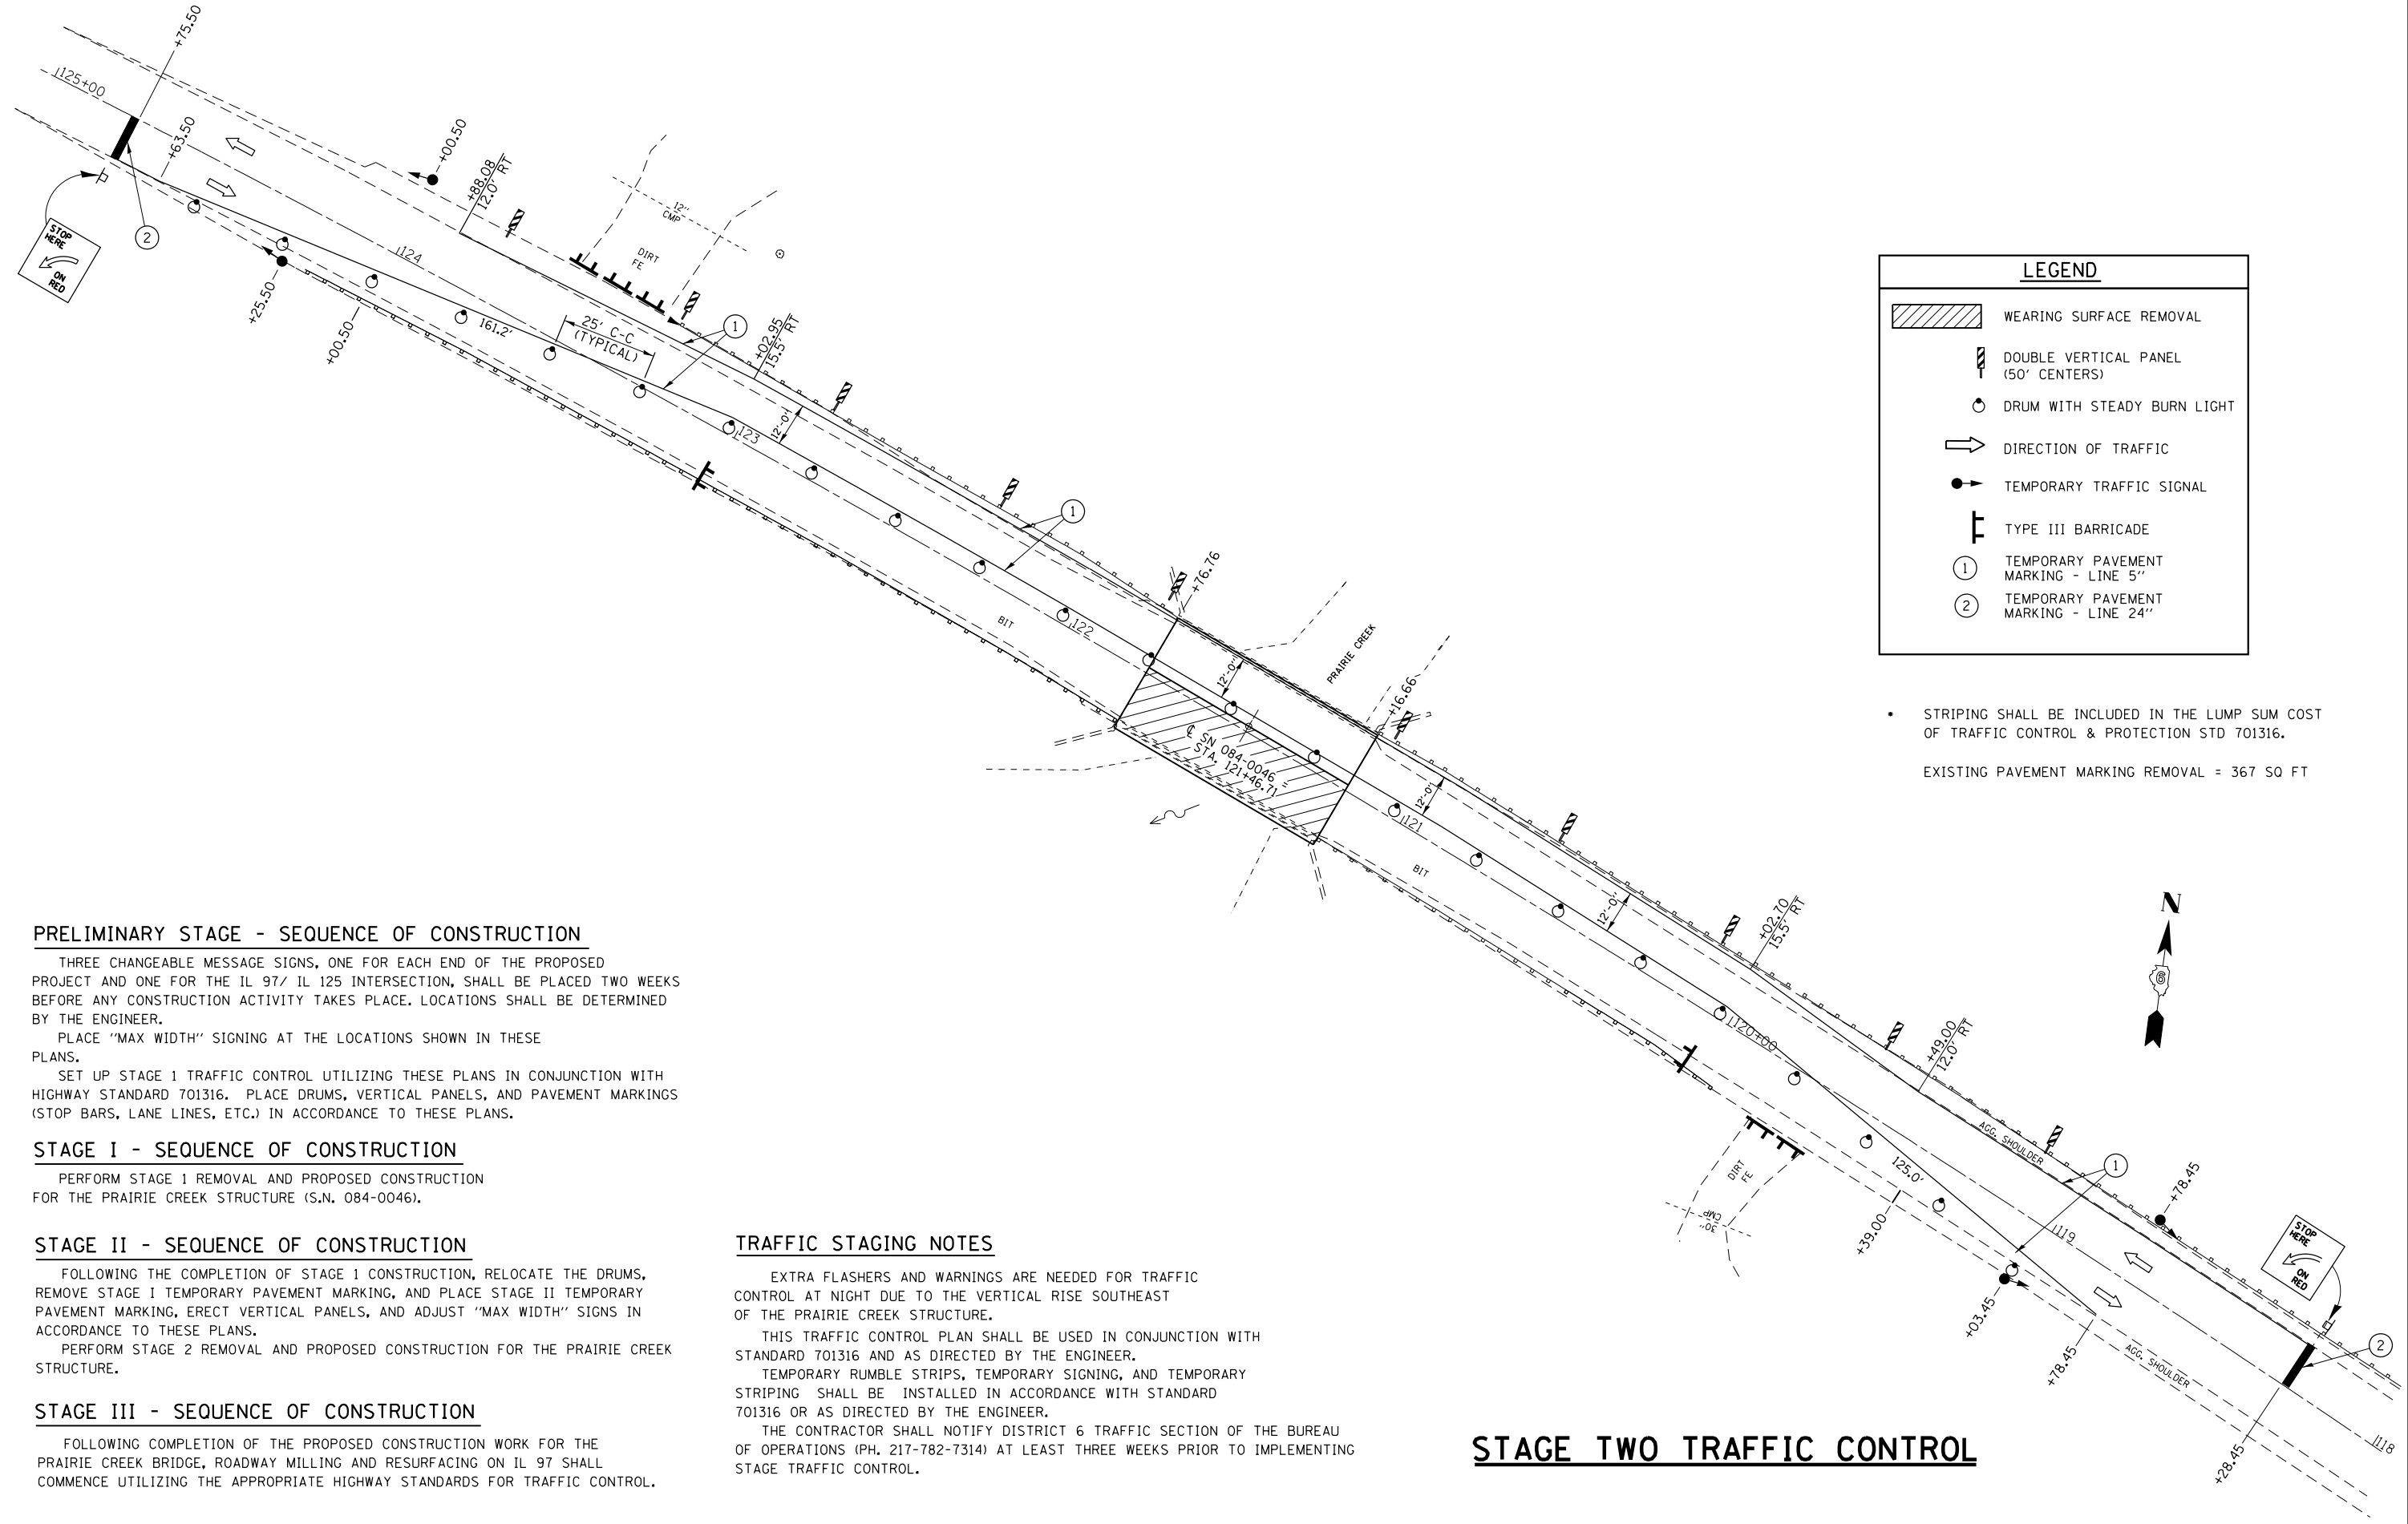 +75.50
125+00
+63.50
+00.50
+88.08
12.0' RT
12"
CMP
DIRT
FE
STOP
HERE
ON
RED
2
124
+25.50
+00.50
161.2'
25' C-C
(TYPICAL)
1
+02.95
15.5' RT
12'-0"
123
1
BIT
122
+76.76
12'-0"
PRAIRIE CREEK
+16.66
℄ SN 084-0046 =
STA. 121+46.71
12'-0"
121
BIT
12'-0"
+02.70
15.5' RT
120+00
+49.00
12.0' RT
AGG. SHOULDER
DIRT
FE
30"
CMP
125.0'
+39.00
1
+78.45
119
STOP
HERE
ON
RED
+03.45
+78.45
AGG. SHOULDER
2
+28.45
118
LEGEND
WEARING SURFACE REMOVAL
DOUBLE VERTICAL PANEL
(50' CENTERS)
DRUM WITH STEADY BURN LIGHT
DIRECTION OF TRAFFIC
TEMPORARY TRAFFIC SIGNAL
TYPE III BARRICADE
1 TEMPORARY PAVEMENT
MARKING - LINE 5"
2 TEMPORARY PAVEMENT
MARKING - LINE 24"
* STRIPING SHALL BE INCLUDED IN THE LUMP SUM COST
OF TRAFFIC CONTROL & PROTECTION STD 701316.
EXISTING PAVEMENT MARKING REMOVAL = 367 SQ FT
N
6
PRELIMINARY STAGE - SEQUENCE OF CONSTRUCTION
THREE CHANGEABLE MESSAGE SIGNS, ONE FOR EACH END OF THE PROPOSED
PROJECT AND ONE FOR THE IL 97/ IL 125 INTERSECTION, SHALL BE PLACED TWO WEEKS
BEFORE ANY CONSTRUCTION ACTIVITY TAKES PLACE. LOCATIONS SHALL BE DETERMINED
BY THE ENGINEER.
PLACE "MAX WIDTH" SIGNING AT THE LOCATIONS SHOWN IN THESE
PLANS.
SET UP STAGE 1 TRAFFIC CONTROL UTILIZING THESE PLANS IN CONJUNCTION WITH
HIGHWAY STANDARD 701316. PLACE DRUMS, VERTICAL PANELS, AND PAVEMENT MARKINGS
(STOP BARS, LANE LINES, ETC.) IN ACCORDANCE TO THESE PLANS.
STAGE I - SEQUENCE OF CONSTRUCTION
PERFORM STAGE 1 REMOVAL AND PROPOSED CONSTRUCTION
FOR THE PRAIRIE CREEK STRUCTURE (S.N. 084-0046).
STAGE II - SEQUENCE OF CONSTRUCTION
FOLLOWING THE COMPLETION OF STAGE 1 CONSTRUCTION, RELOCATE THE DRUMS,
REMOVE STAGE I TEMPORARY PAVEMENT MARKING, AND PLACE STAGE II TEMPORARY
PAVEMENT MARKING, ERECT VERTICAL PANELS, AND ADJUST "MAX WIDTH" SIGNS IN
ACCORDANCE TO THESE PLANS.
PERFORM STAGE 2 REMOVAL AND PROPOSED CONSTRUCTION FOR THE PRAIRIE CREEK
STRUCTURE.
STAGE III - SEQUENCE OF CONSTRUCTION
FOLLOWING COMPLETION OF THE PROPOSED CONSTRUCTION WORK FOR THE
PRAIRIE CREEK BRIDGE, ROADWAY MILLING AND RESURFACING ON IL 97 SHALL
COMMENCE UTILIZING THE APPROPRIATE HIGHWAY STANDARDS FOR TRAFFIC CONTROL.
TRAFFIC STAGING NOTES
EXTRA FLASHERS AND WARNINGS ARE NEEDED FOR TRAFFIC
CONTROL AT NIGHT DUE TO THE VERTICAL RISE SOUTHEAST
OF THE PRAIRIE CREEK STRUCTURE.
THIS TRAFFIC CONTROL PLAN SHALL BE USED IN CONJUNCTION WITH
STANDARD 701316 AND AS DIRECTED BY THE ENGINEER.
TEMPORARY RUMBLE STRIPS, TEMPORARY SIGNING, AND TEMPORARY
STRIPING SHALL BE INSTALLED IN ACCORDANCE WITH STANDARD
701316 OR AS DIRECTED BY THE ENGINEER.
THE CONTRACTOR SHALL NOTIFY DISTRICT 6 TRAFFIC SECTION OF THE BUREAU
OF OPERATIONS (PH. 217-782-7314) AT LEAST THREE WEEKS PRIOR TO IMPLEMENTING
STAGE TRAFFIC CONTROL.
STAGE TWO TRAFFIC CONTROL